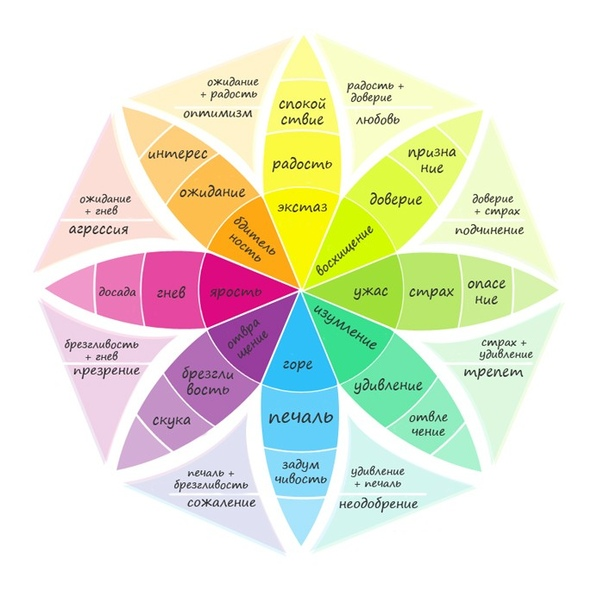 ожидание
+ радость
оптимизм
радость +
доверие
любовь
спокой
ствие
радость
экстаз
интерес
ожидание
бдитель
ность
призна
ние
доверие
восхищение
ожидание
+ гнев
агрессия
доверие
+ страх
подчинение
досада
гнев
ярость
ужас
страх
опасе
ние
брезгливость
+ гнев
презрение
отвра
щение
брезгли
вость
скука
изумление
удивление
отвле
чение
страх +
удивление
трепет
горе
печаль
задум
чивость
печаль +
брезгливость
сожаление
удивление
+ печаль
неодобрение